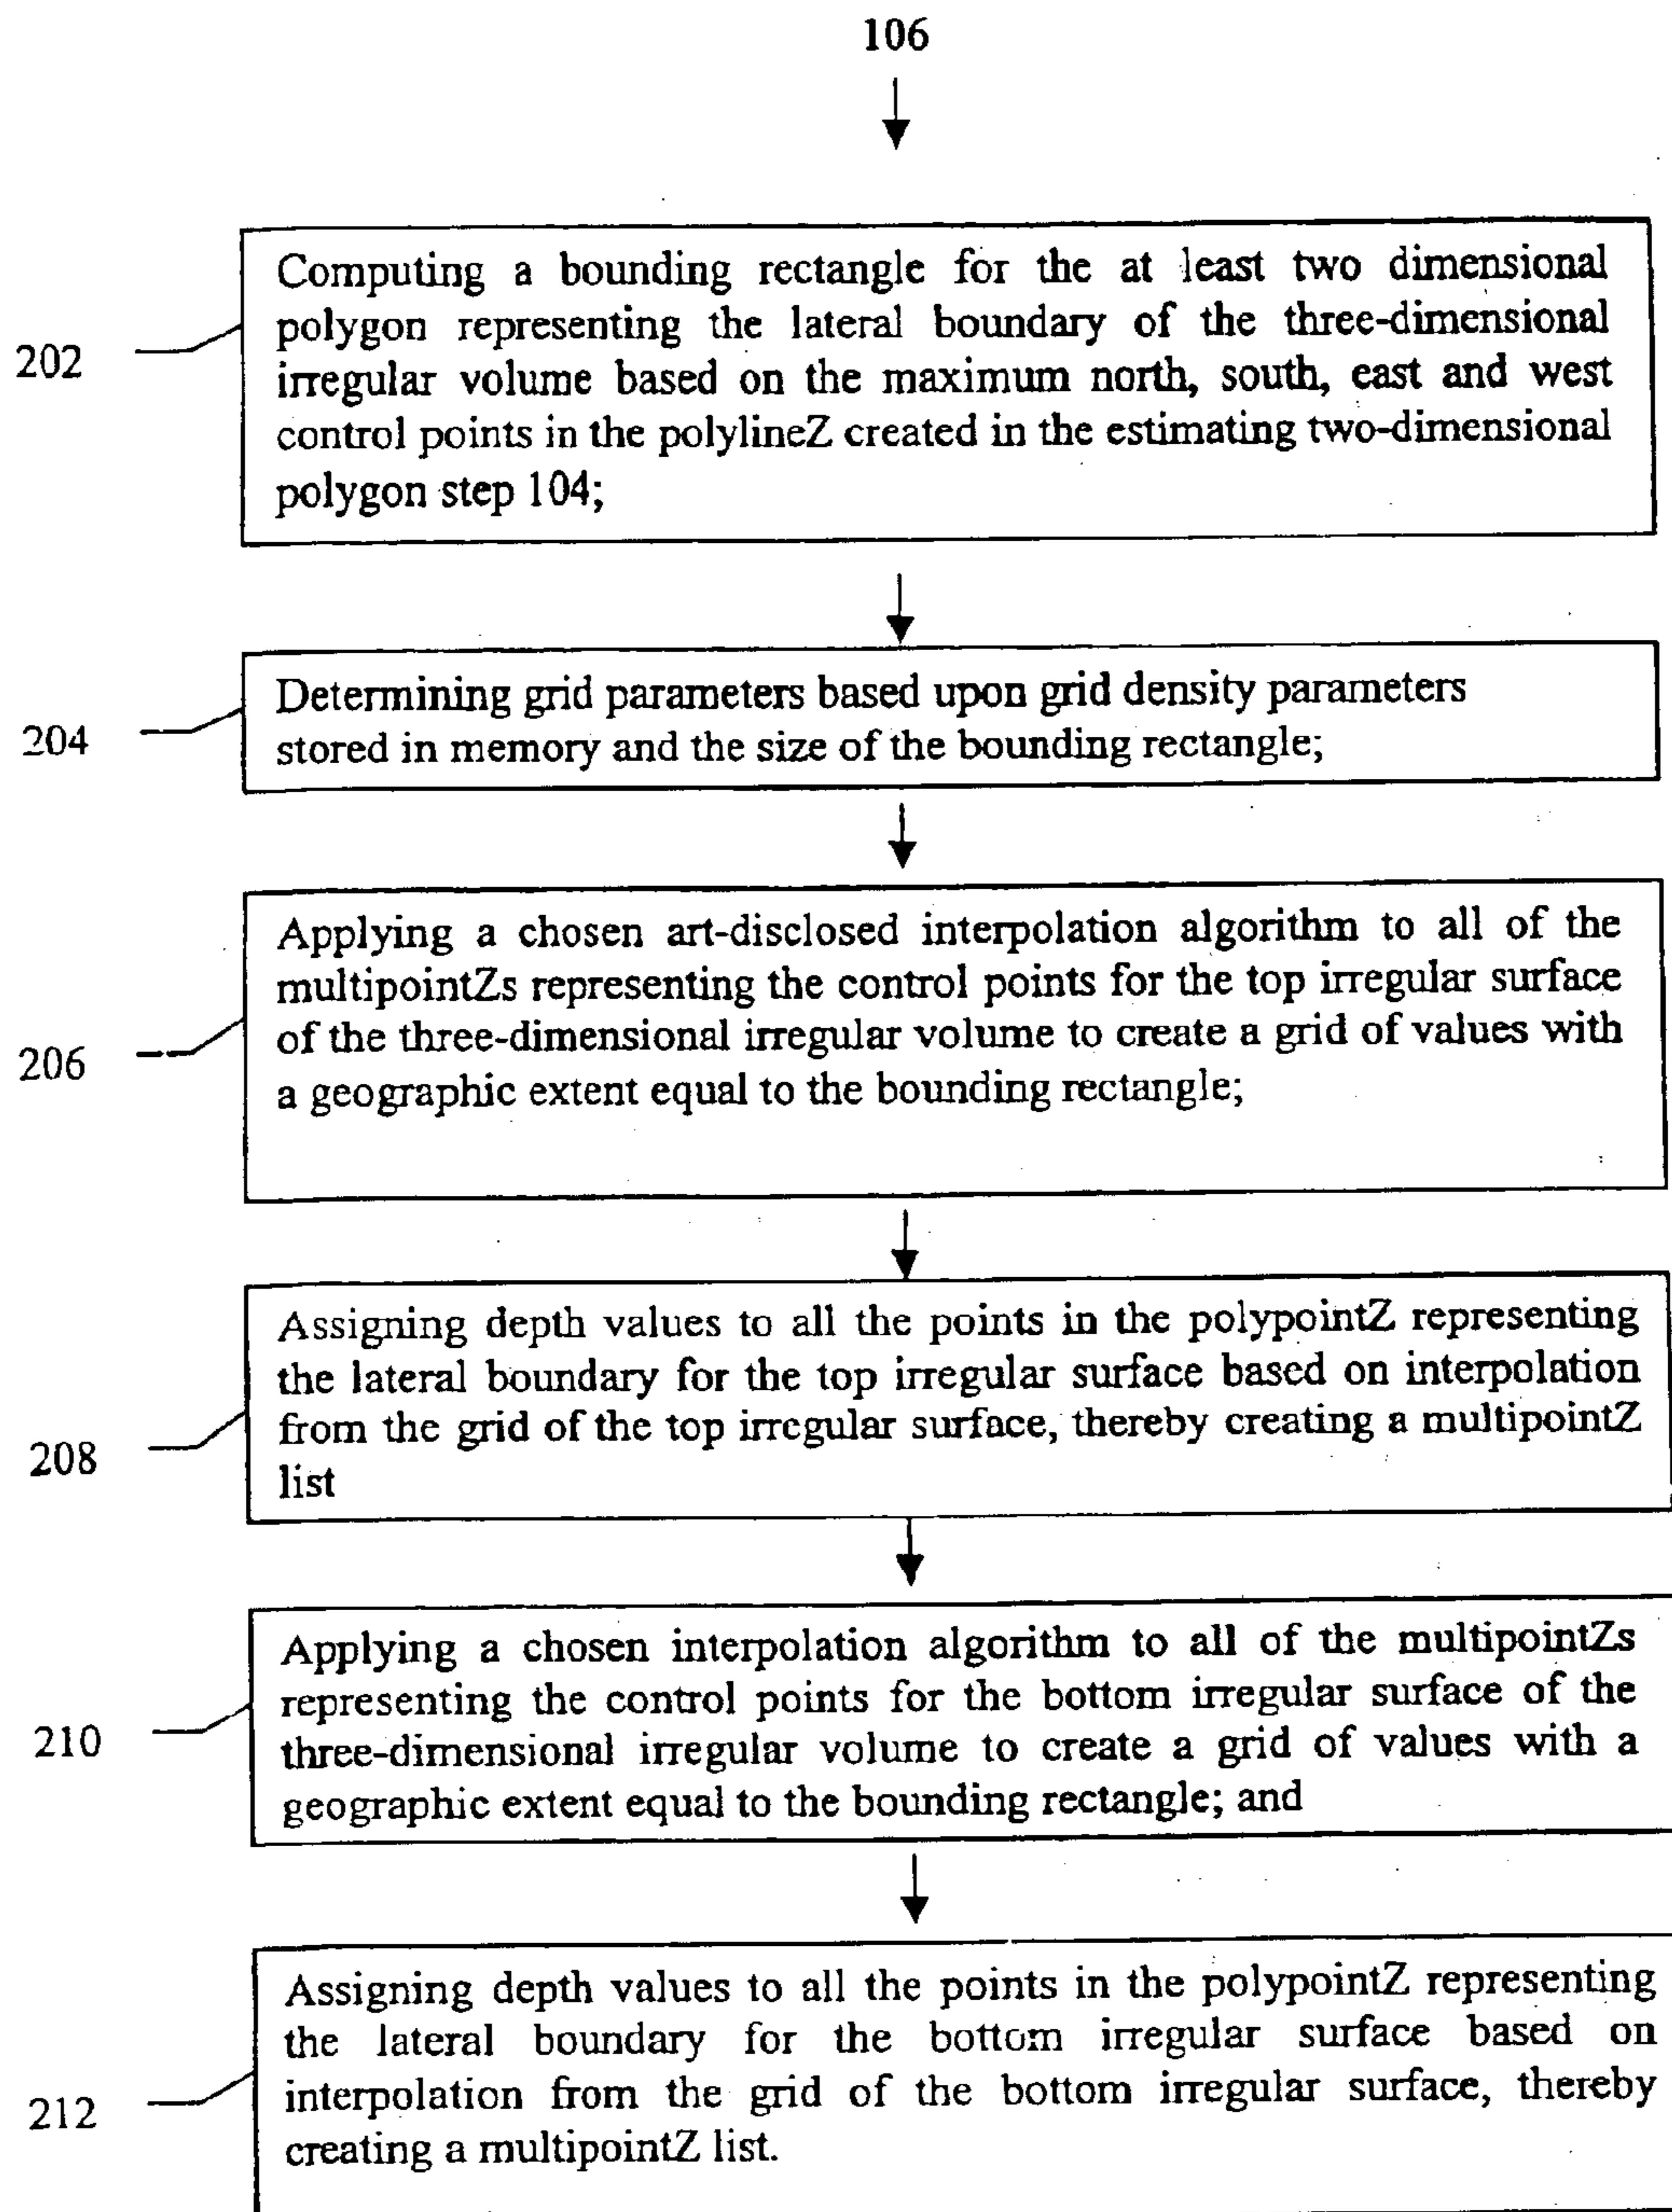 106
202
Computing a bounding rectangle for the at least two dimensional
polygon representing the lateral boundary of the three-dimensional
irregular volume based on the maximum north, south, east and west
control points in the polylineZ created in the estimating two-dimensional
polygon step 104;
204
Determining grid parameters based upon grid density parameters
stored in memory and the size of the bounding rectangle;
206
Applying a chosen art-disclosed interpolation algorithm to all of the
multipointZs representing the control points for the top irregular surface
of the three-dimensional irregular volume to create a grid of values with
a geographic extent equal to the bounding rectangle;
208
Assigning depth values to all the points in the polypointZ representing
the lateral boundary for the top irregular surface based on interpolation
from the grid of the top irregular surface, thereby creating a multipointZ
list
210
Applying a chosen interpolation algorithm to all of the multipointZs
representing the control points for the bottom irregular surface of the
three-dimensional irregular volume to create a grid of values with a
geographic extent equal to the bounding rectangle; and
212
Assigning depth values to all the points in the polypointZ representing
the lateral boundary for the bottom irregular surface based on
interpolation from the grid of the bottom irregular surface, thereby
creating a multipointZ list.